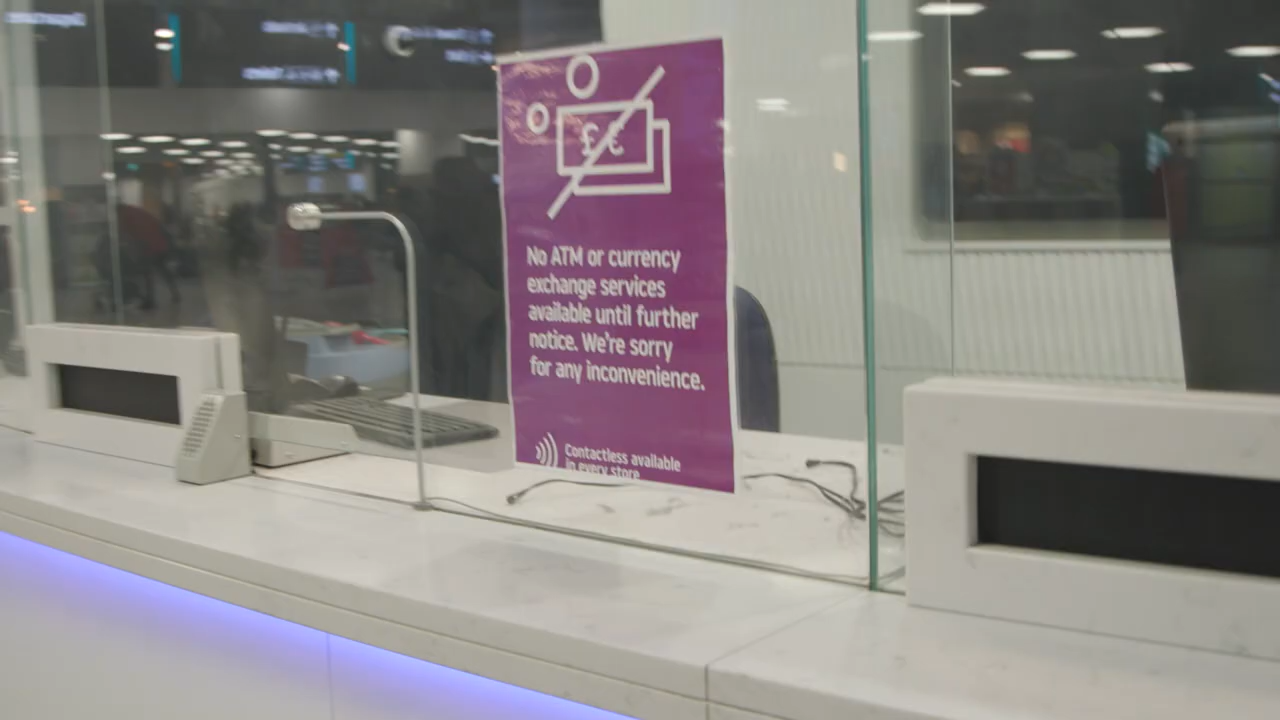 £ €
No ATM or currency
exchange services
available until further
notice. We're sorry
for any inconvenience.
Contactless available
in every store